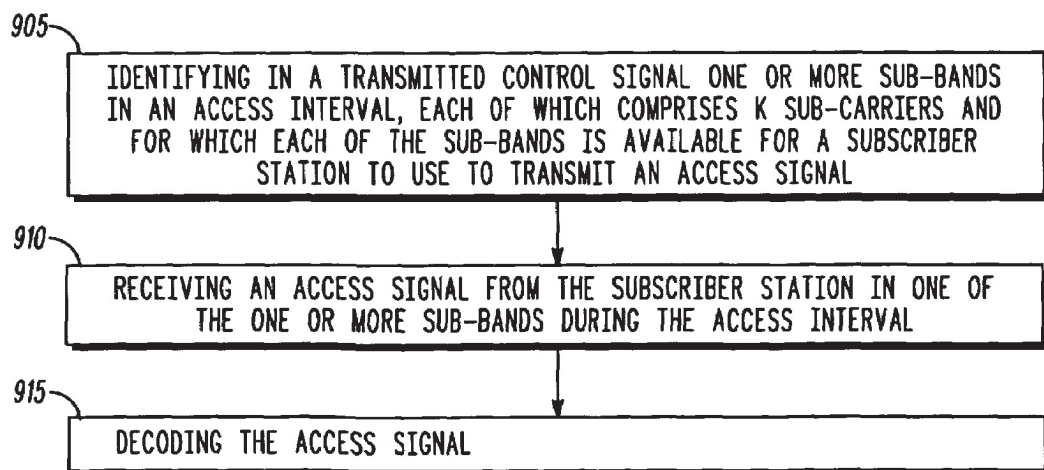 905
IDENTIFYING IN A TRANSMITTED CONTROL SIGNAL ONE OR MORE SUB-BANDS
IN AN ACCESS INTERVAL, EACH OF WHICH COMPRISES K SUB-CARRIERS AND
FOR WHICH EACH OF THE SUB-BANDS IS AVAILABLE FOR A SUBSCRIBER
STATION TO USE TO TRANSMIT AN ACCESS SIGNAL
910
RECEIVING AN ACCESS SIGNAL FROM THE SUBSCRIBER STATION IN ONE OF
THE ONE OR MORE SUB-BANDS DURING THE ACCESS INTERVAL
915
DECODING THE ACCESS SIGNAL